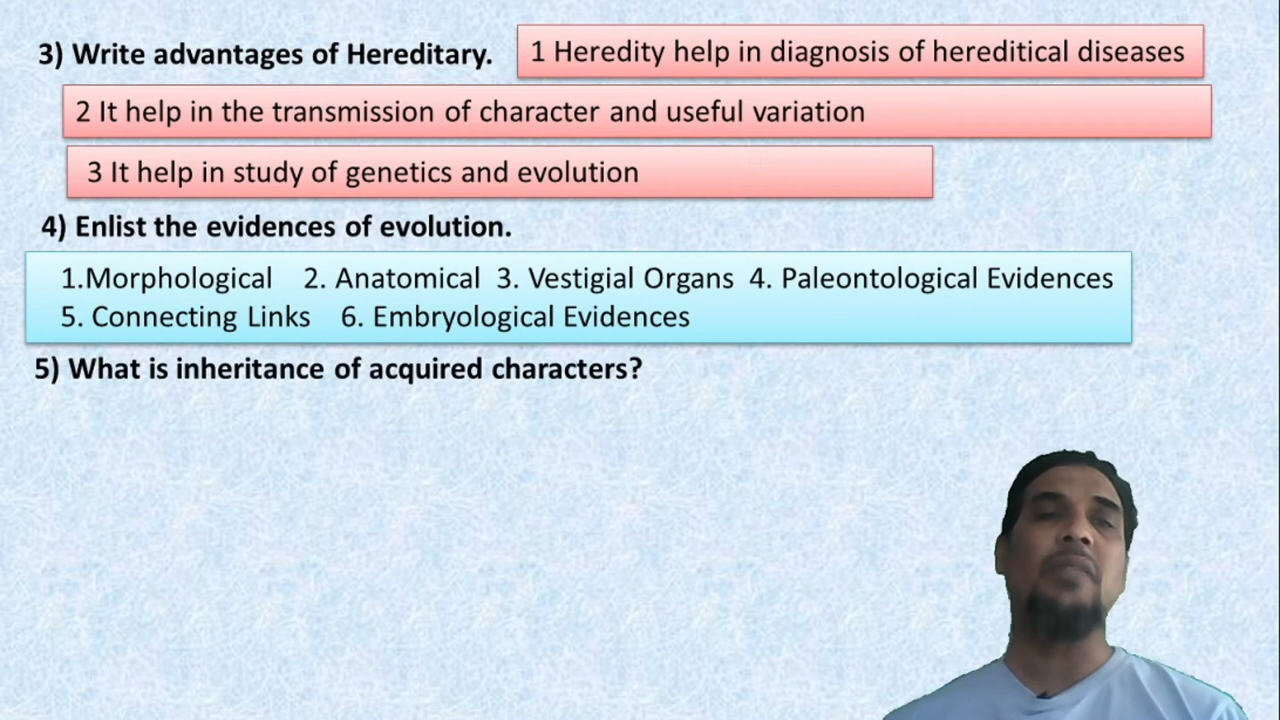 3) Write advantages of Hereditary.
1 Heredity help in diagnosis of hereditical diseases
2 It help in the transmission of character and useful variation
3 It help in study of genetics and evolution
4) Enlist the evidences of evolution.
1.Morphological 2. Anatomical 3. Vestigial Organs 4. Paleontological Evidences
5. Connecting Links 6. Embryological Evidences
5) What is inheritance of acquired characters?